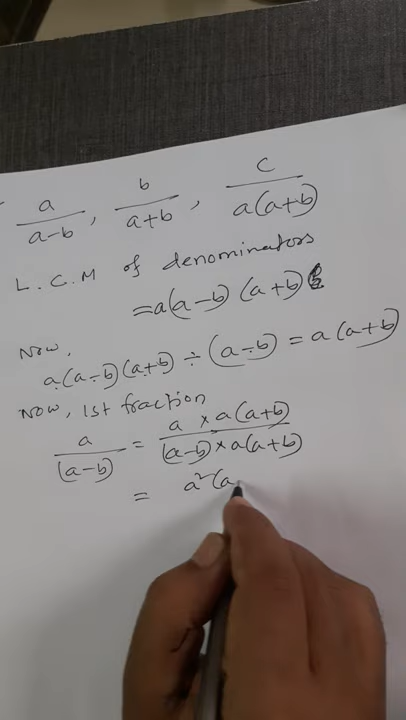 a/(a-b), b/(a+b), c/(a(a+b))
L.C.M of denominators
=a(a-b)(a+b)
Now,
a(a-b)(a+b) ÷ (a-b) = a(a+b)
Now, 1st fraction
a/(a-b) = (a × a(a+b))/((a-b)×a(a+b))
= a²(a